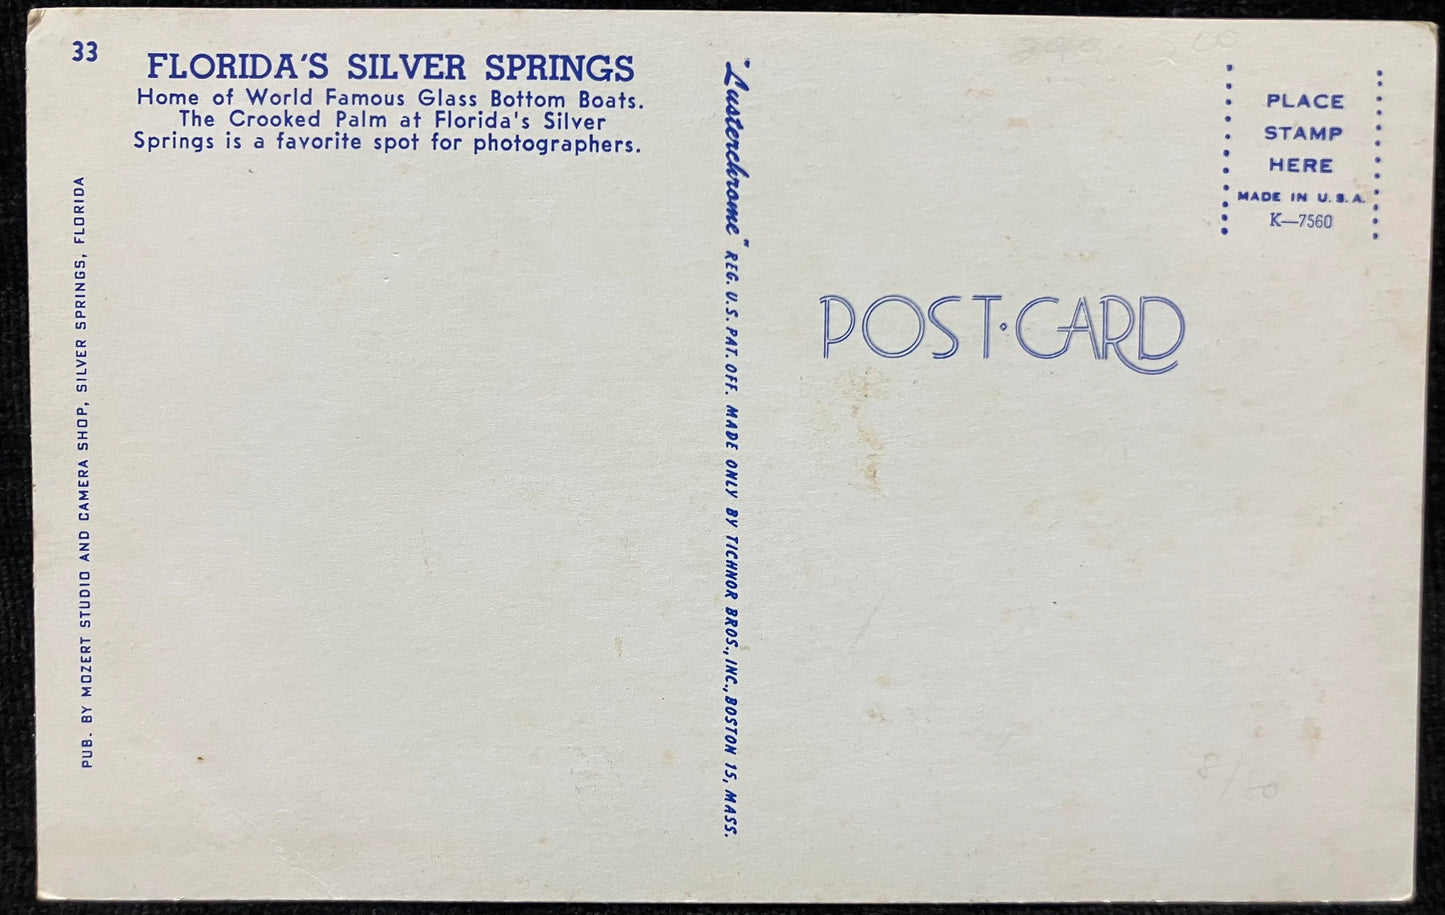 33
FLORIDA'S SILVER SPRINGS
Home of World Famous Glass Bottom Boats.
The Crooked Palm at Florida's Silver
Springs is a favorite spot for photographers.
PUB. BY MOZERT STUDIO AND CAMERA SHOP, SILVER SPRINGS, FLORIDA
"Lusterchrome" REG. U.S. PAT. OFF. MADE ONLY BY TICHNOR BROS., INC., BOSTON 15, MASS.
PLACE
STAMP
HERE
MADE IN U.S.A.
K—7560
POST·CARD
8/80